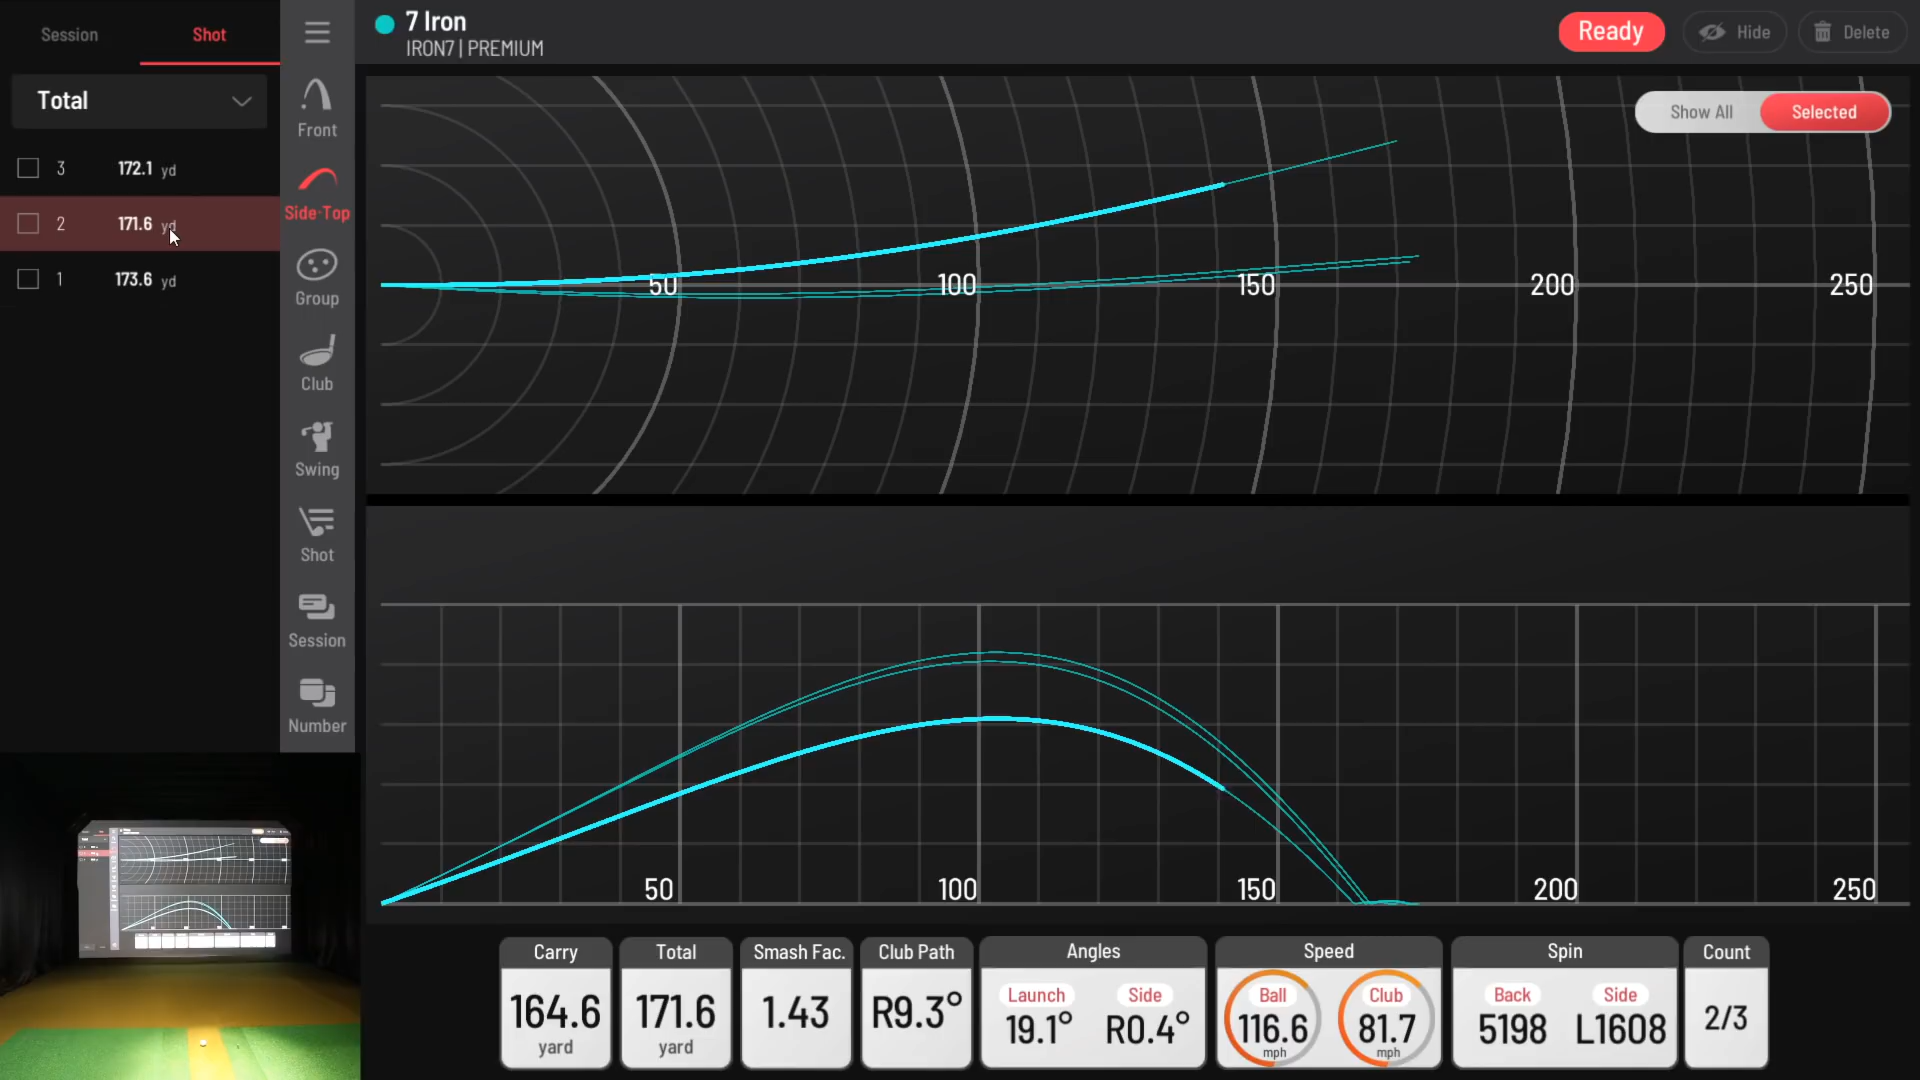 Session
Shot
Total
3 172.1 yd
2 171.6 yd
1 173.6 yd
Front
Side-Top
Group
Club
Swing
Shot
Session
Number
7 Iron
IRON7 | PREMIUM
Ready
Hide
Delete
Show All
Selected
50 100 150 200 250
50 100 150 200 250
Carry
164.6
yard
Total
171.6
yard
Smash Fac.
1.43
Club Path
R9.3°
Angles
Launch Side
19.1° R0.4°
Speed
Ball Club
116.6 81.7
mph mph
Spin
Back Side
5198 L1608
Count
2/3